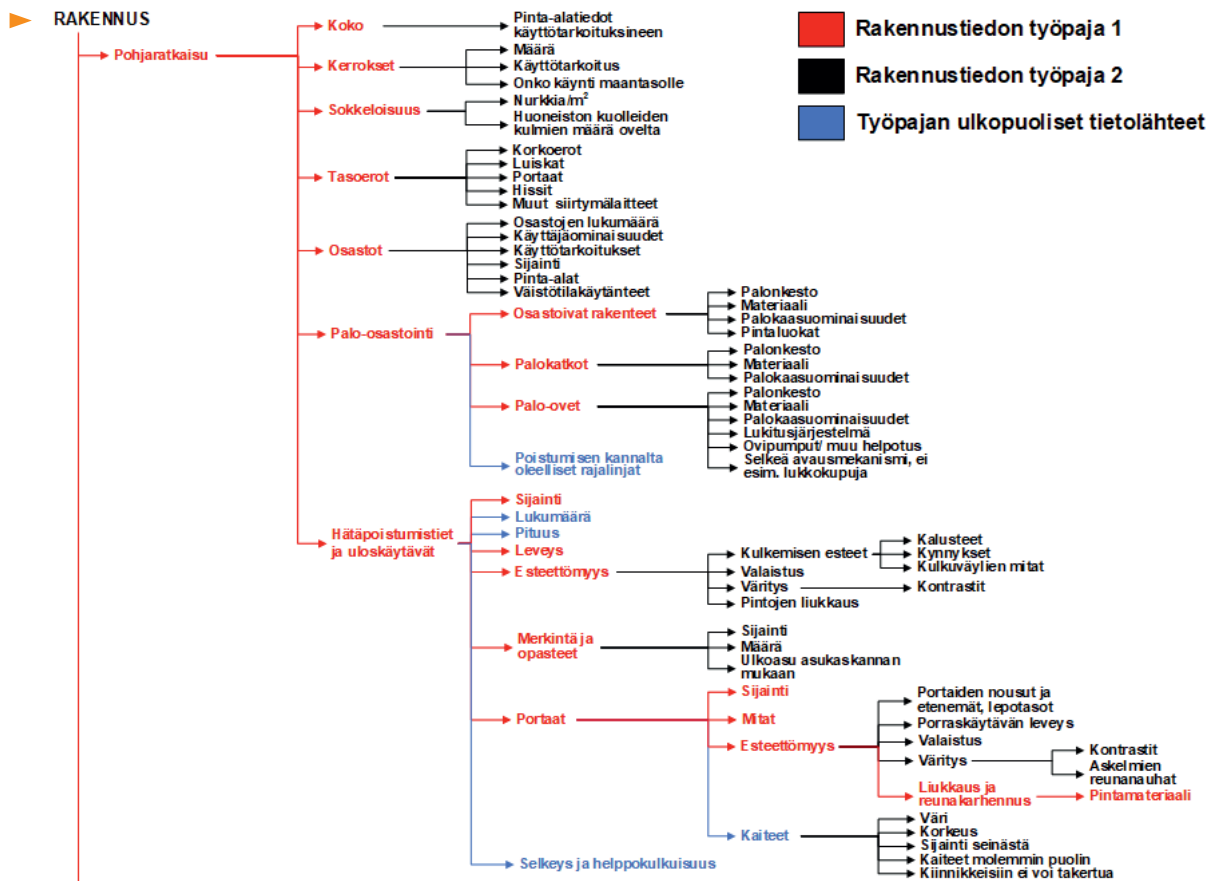 RAKENNUS
Pohjaratkaisu
Koko
Pinta-alatiedot
käyttötarkoituksineen
Kerrokset
Määrä
Käyttötarkoitus
Onko käynti maantasolle
Sokkeloisuus
Nurkkia/m²
Huoneiston kuolleiden
kulmien määrä ovelta
Tasoerot
Korkoerot
Luiskat
Portaat
Hissit
Muut siirtymälaitteet
Osastot
Osastojen lukumäärä
Käyttäjäominaisuudet
Käyttötarkoitukset
Sijainti
Pinta-alat
Väistötilakäytänteet
Palo-osastointi
Osastoivat rakenteet
Palonkesto
Materiaali
Palokaasuominaisuudet
Pintaluokat
Palokatkot
Palonkesto
Materiaali
Palokaasuominaisuudet
Palo-ovet
Palonkesto
Materiaali
Palokaasuominaisuudet
Lukitusjärjestelmä
Ovipumput/ muu helpotus
Selkeä avausmekanismi, ei
esim. lukkokupuja
Poistumisen kannalta
oleelliset rajalinjat
Hätäpoistumistiet
ja uloskäytävät
Sijainti
Lukumäärä
Pituus
Leveys
Esteettömyys
Kulkemisen esteet
Kalusteet
Kynnykset
Kulkuväylien mitat
Valaistus
Väritys
Kontrastit
Pintojen liukkaus
Merkintä ja
opasteet
Sijainti
Määrä
Ulkoasu asukaskannan
mukaan
Portaat
Sijainti
Mitat
Esteettömyys
Portaiden nousut ja
etenemät, lepotasot
Porraskäytävän leveys
Valaistus
Väritys
Kontrastit
Askelmien
reunanauhat
Liukkaus ja
reunakarhennus
Pintamateriaali
Kaiteet
Väri
Korkeus
Sijainti seinästä
Kaiteet molemmin puolin
Kiinnikkeisiin ei voi takertua
Selkeys ja helppokulkuisuus
Rakennustiedon työpaja 1
Rakennustiedon työpaja 2
Työpajan ulkopuoliset tietolähteet